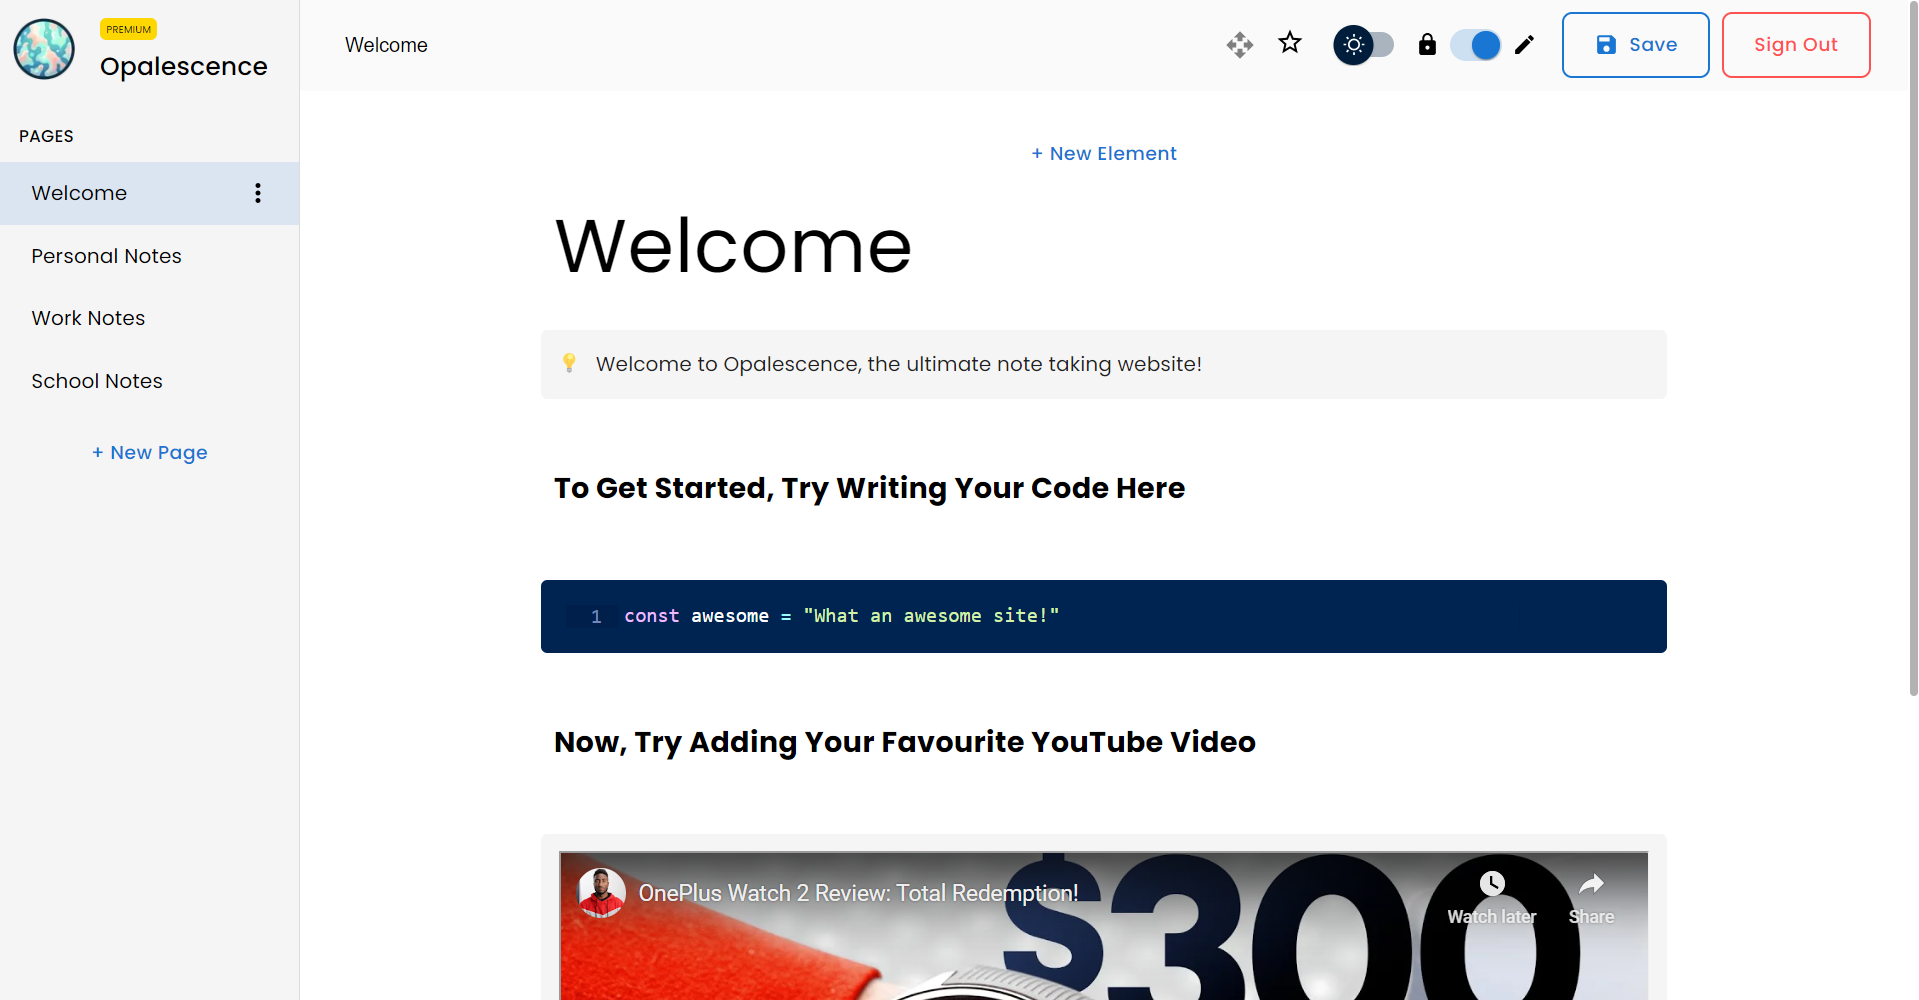 PREMIUM
Opalescence
PAGES
Welcome
Personal Notes
Work Notes
School Notes
+ New Page
Welcome
Save
Sign Out
+ New Element
Welcome
Welcome to Opalescence, the ultimate note taking website!
To Get Started, Try Writing Your Code Here
1 const awesome = "What an awesome site!"
Now, Try Adding Your Favourite YouTube Video
OnePlus Watch 2 Review: Total Redemption!
Watch later
Share
$300